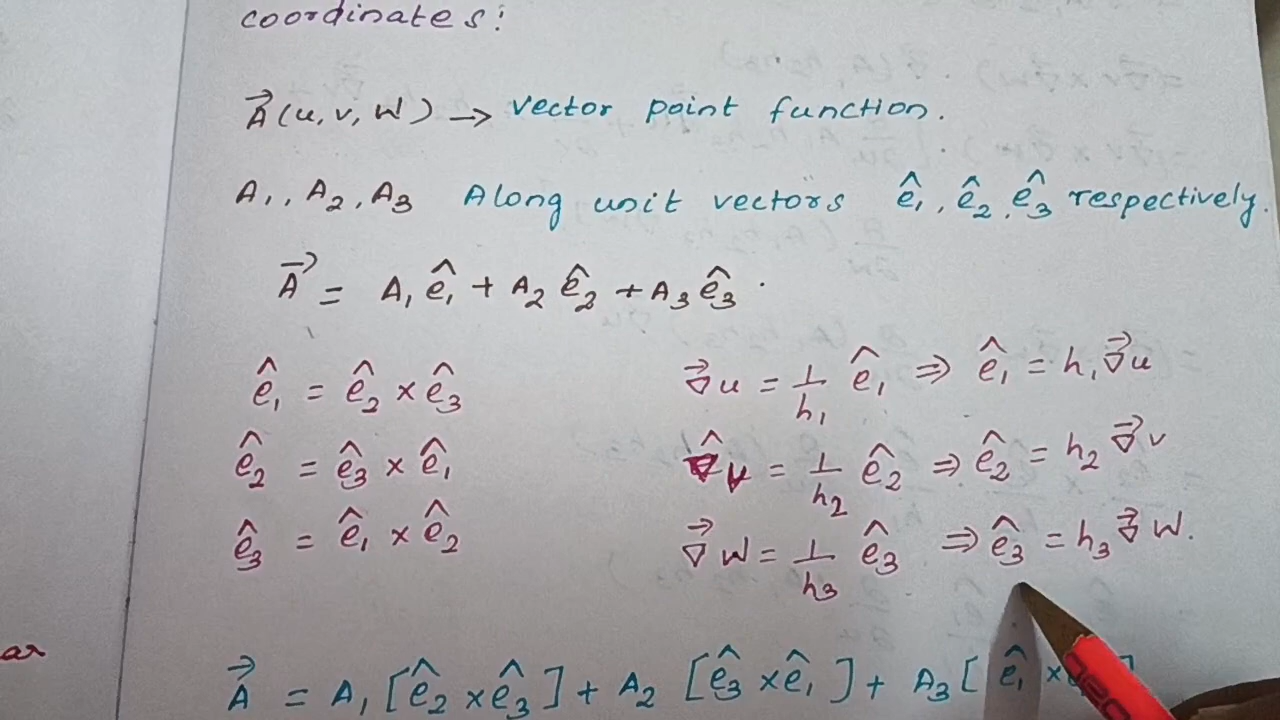 coordinates:
A⃗(u, v, W) → Vector point function.
A₁, A₂, A₃ Along unit vectors ê₁, ê₂, ê₃ respectively.
A⃗ = A₁ê₁ + A₂ê₂ + A₃ê₃.
ê₁ = ê₂ × ê₃ ∇⃗u = 1/h₁ ê₁ ⇒ ê₁ = h₁∇⃗u
ê₂ = ê₃ × ê₁ ∇̂v = 1/h₂ ê₂ ⇒ ê₂ = h₂∇⃗v
ê₃ = ê₁ × ê₂ ∇⃗W = 1/h₃ ê₃ ⇒ ê₃ = h₃∇⃗W.
ar
A⃗ = A₁[ê₂ × ê₃] + A₂[ê₃ × ê₁] + A₃[ê₁ ×